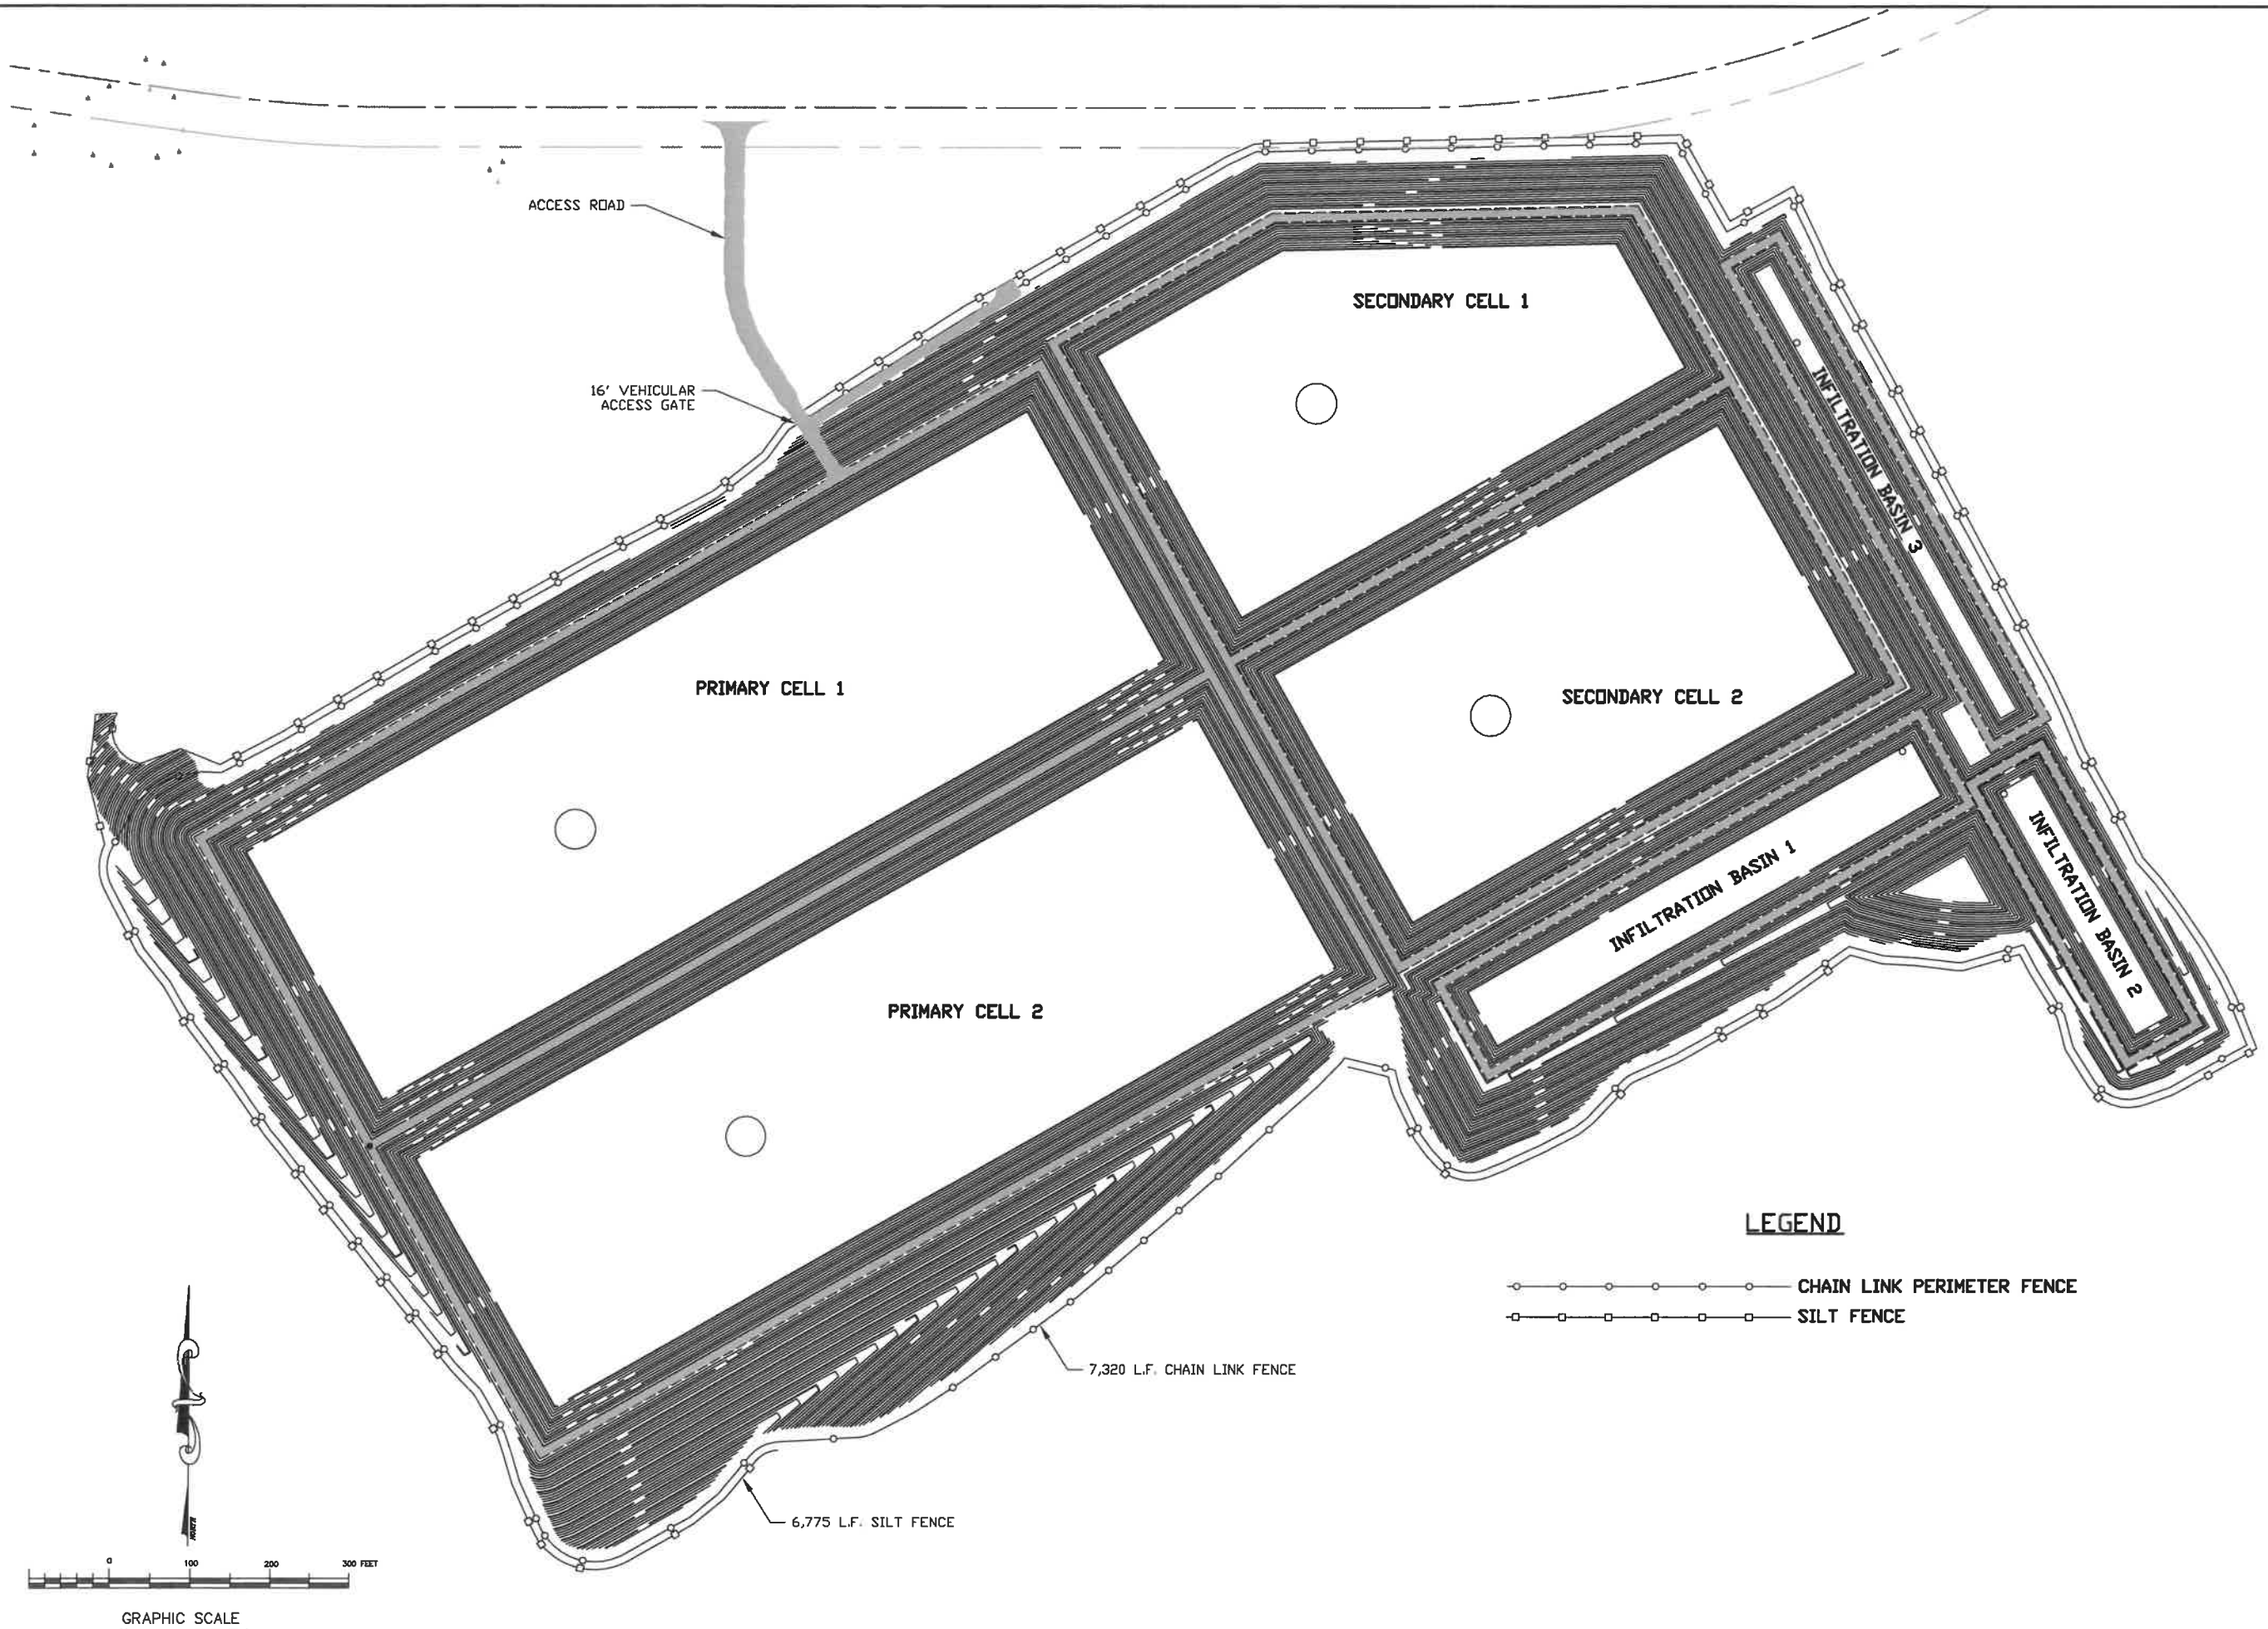 ACCESS ROAD
SECONDARY CELL 1
16' VEHICULAR
ACCESS GATE
INFILTRATION BASIN 3
PRIMARY CELL 1
SECONDARY CELL 2
INFILTRATION BASIN 1
INFILTRATION BASIN 2
PRIMARY CELL 2
LEGEND
CHAIN LINK PERIMETER FENCE
SILT FENCE
7,320 L.F. CHAIN LINK FENCE
6,775 L.F. SILT FENCE
NORTH
0 100 200 300 FEET
GRAPHIC SCALE